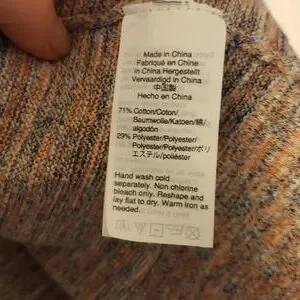 Made in China
Fabriqué en Chine
in China Hergestellt
Vervaardigd in China
中国製
Hecho en China
71% Cotton/Coton/
Baumwolle/Katoen/綿/
algodón
29% Polyester/Polyester/
Polyester/Polyester/ポリ
エステル/poliéster
Hand wash cold
separately. Non chlorine
bleach only. Reshape and
lay flat to dry. Warm iron as
needed.